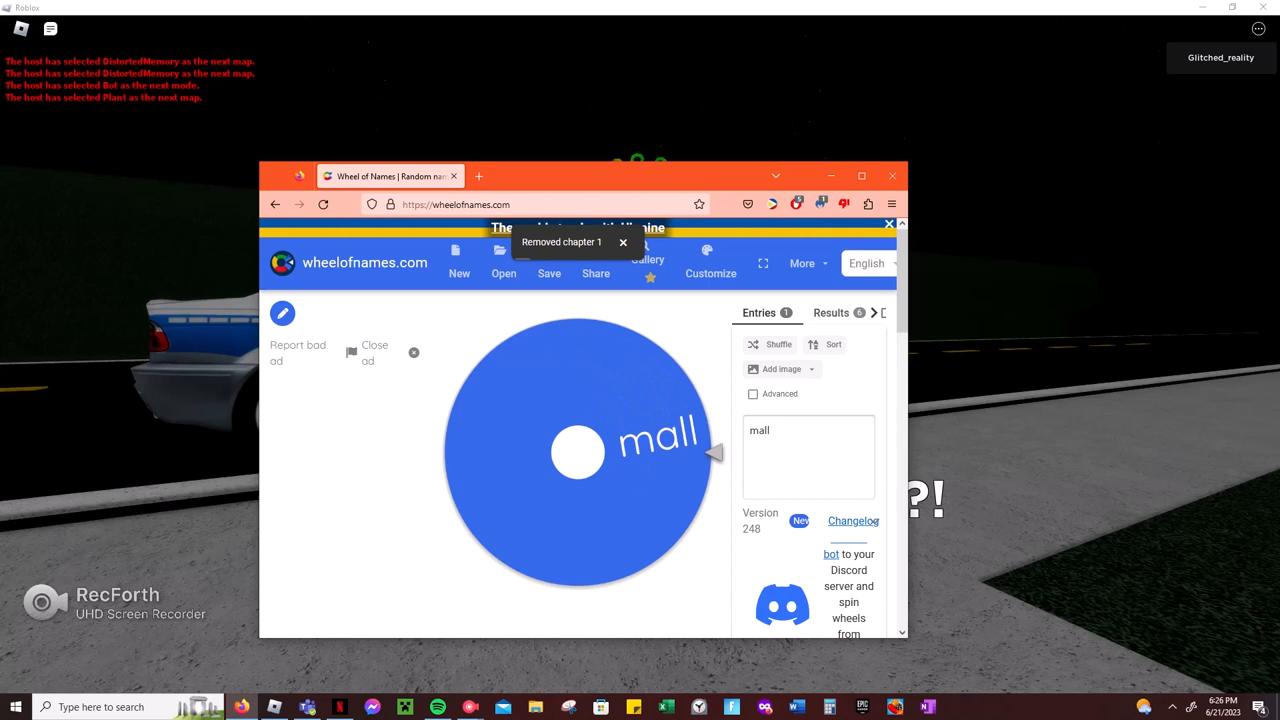 Roblox
The host has selected DistortedMemory as the next map.
The host has selected DistortedMemory as the next map.
The host has selected Bot as the next mode.
The host has selected Plant as the next map.
Glitched_reality
Wheel of Names | Random nam
https://wheelofnames.com
5
1
Removed chapter 1
wheelofnames.com
New
Open
Save
Share
Gallery
Customize
More
English
Report bad
ad
Close
ad
mall
Entries 1
Results 6
Shuffle
Sort
Add image
Advanced
mall
Version
248
New
Changelog
bot to your
Discord
server and
spin
wheels
from
?!
RecForth
UHD Screen Recorder
Type here to search
6:26 PM
6/21/2023